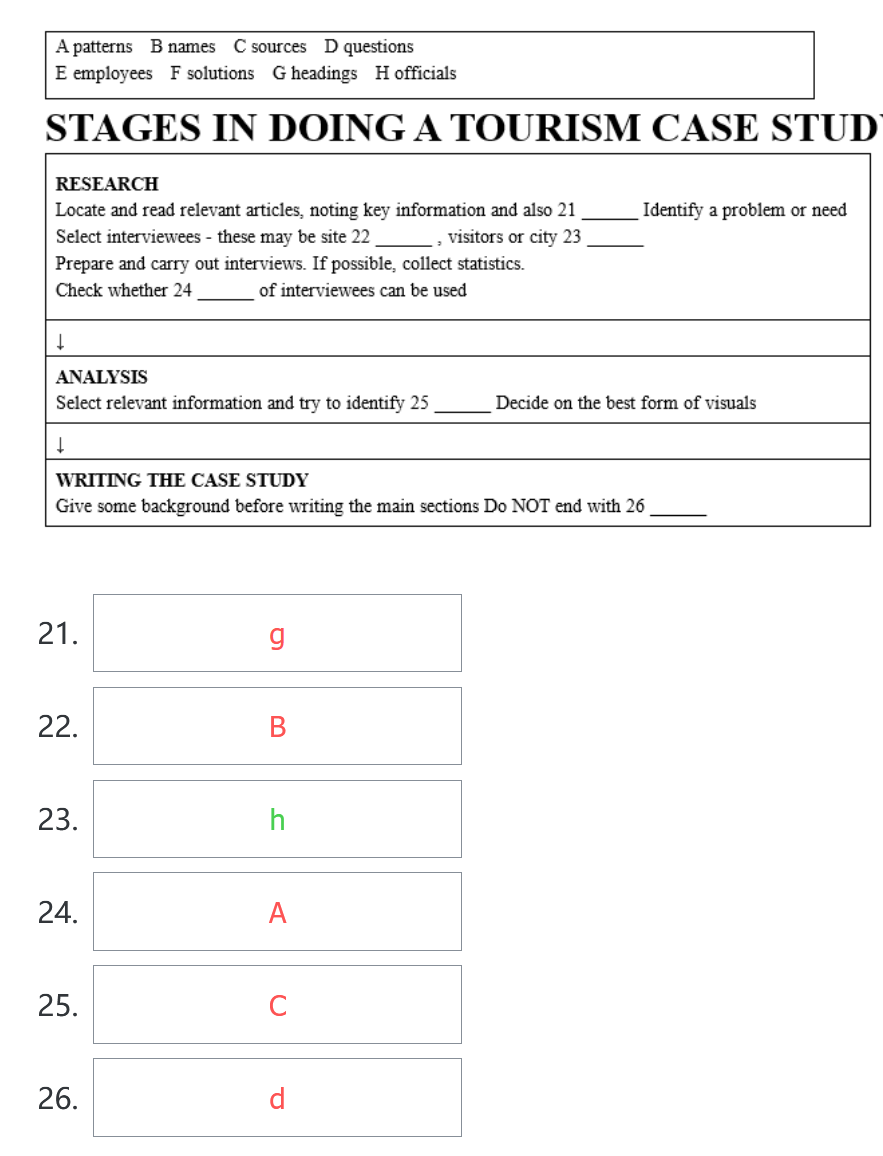 A patterns B names C sources D questions
E employees F solutions G headings H officials
STAGES IN DOING A TOURISM CASE STUD
RESEARCH
Locate and read relevant articles, noting key information and also 21 ______ Identify a problem or need
Select interviewees - these may be site 22 ______ , visitors or city 23 ______
Prepare and carry out interviews. If possible, collect statistics.
Check whether 24 ______ of interviewees can be used
↓
ANALYSIS
Select relevant information and try to identify 25 ______ Decide on the best form of visuals
↓
WRITING THE CASE STUDY
Give some background before writing the main sections Do NOT end with 26 ______
21. g
22. B
23. h
24. A
25. C
26. d